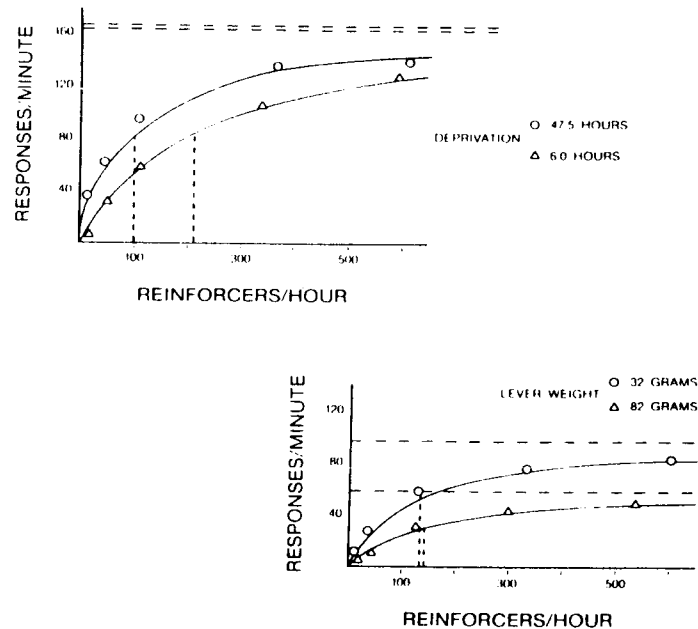 160
120
80
40
RESPONSES/MINUTE
DEPRIVATION
47.5 HOURS
6.0 HOURS
100
300
500
REINFORCERS/HOUR
LEVER WEIGHT
32 GRAMS
82 GRAMS
120
80
40
RESPONSES/MINUTE
100
300
500
REINFORCERS/HOUR